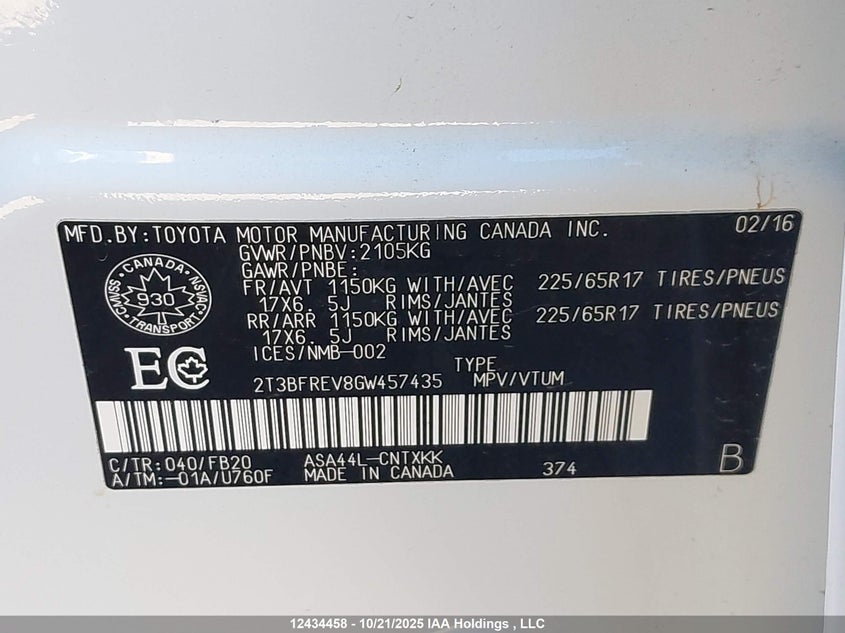 MFD.BY:TOYOTA MOTOR MANUFACTURING CANADA INC. 02/16
GVWR/PNBV:2105KG
GAWR/PNBE:
FR/AVT 1150KG WITH/AVEC 225/65R17 TIRES/PNEUS
17X6. 5J RIMS/JANTES
RR/ARR 1150KG WITH/AVEC 225/65R17 TIRES/PNEUS
17X6. 5J RIMS/JANTES
ICES/NMB-002
CANADA
CMVSS
NSVAC
930
TRANSPORT
EC
TYPE
2T3BFREV8GW457435 MPV/VTUM
C/TR:040/FB20 ASA44L-CNTXKK
A/TM:-01A/U760F MADE IN CANADA 374 B
12434458 - 10/21/2025 IAA Holdings , LLC